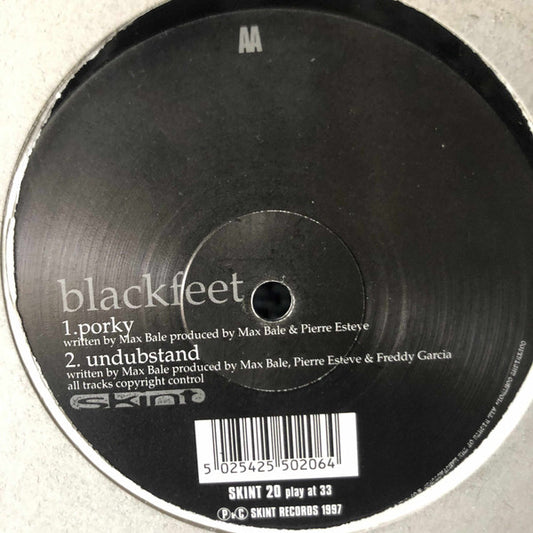 AA
blackfeet
1.porky
written by Max Bale produced by Max Bale & Pierre Esteve
2. undubstand
written by Max Bale produced by Max Bale, Pierre Esteve & Freddy Garcia
all tracks copyright control
skint
5 025425 502064
SKINT 20 play at 33
P & C SKINT RECORDS 1997